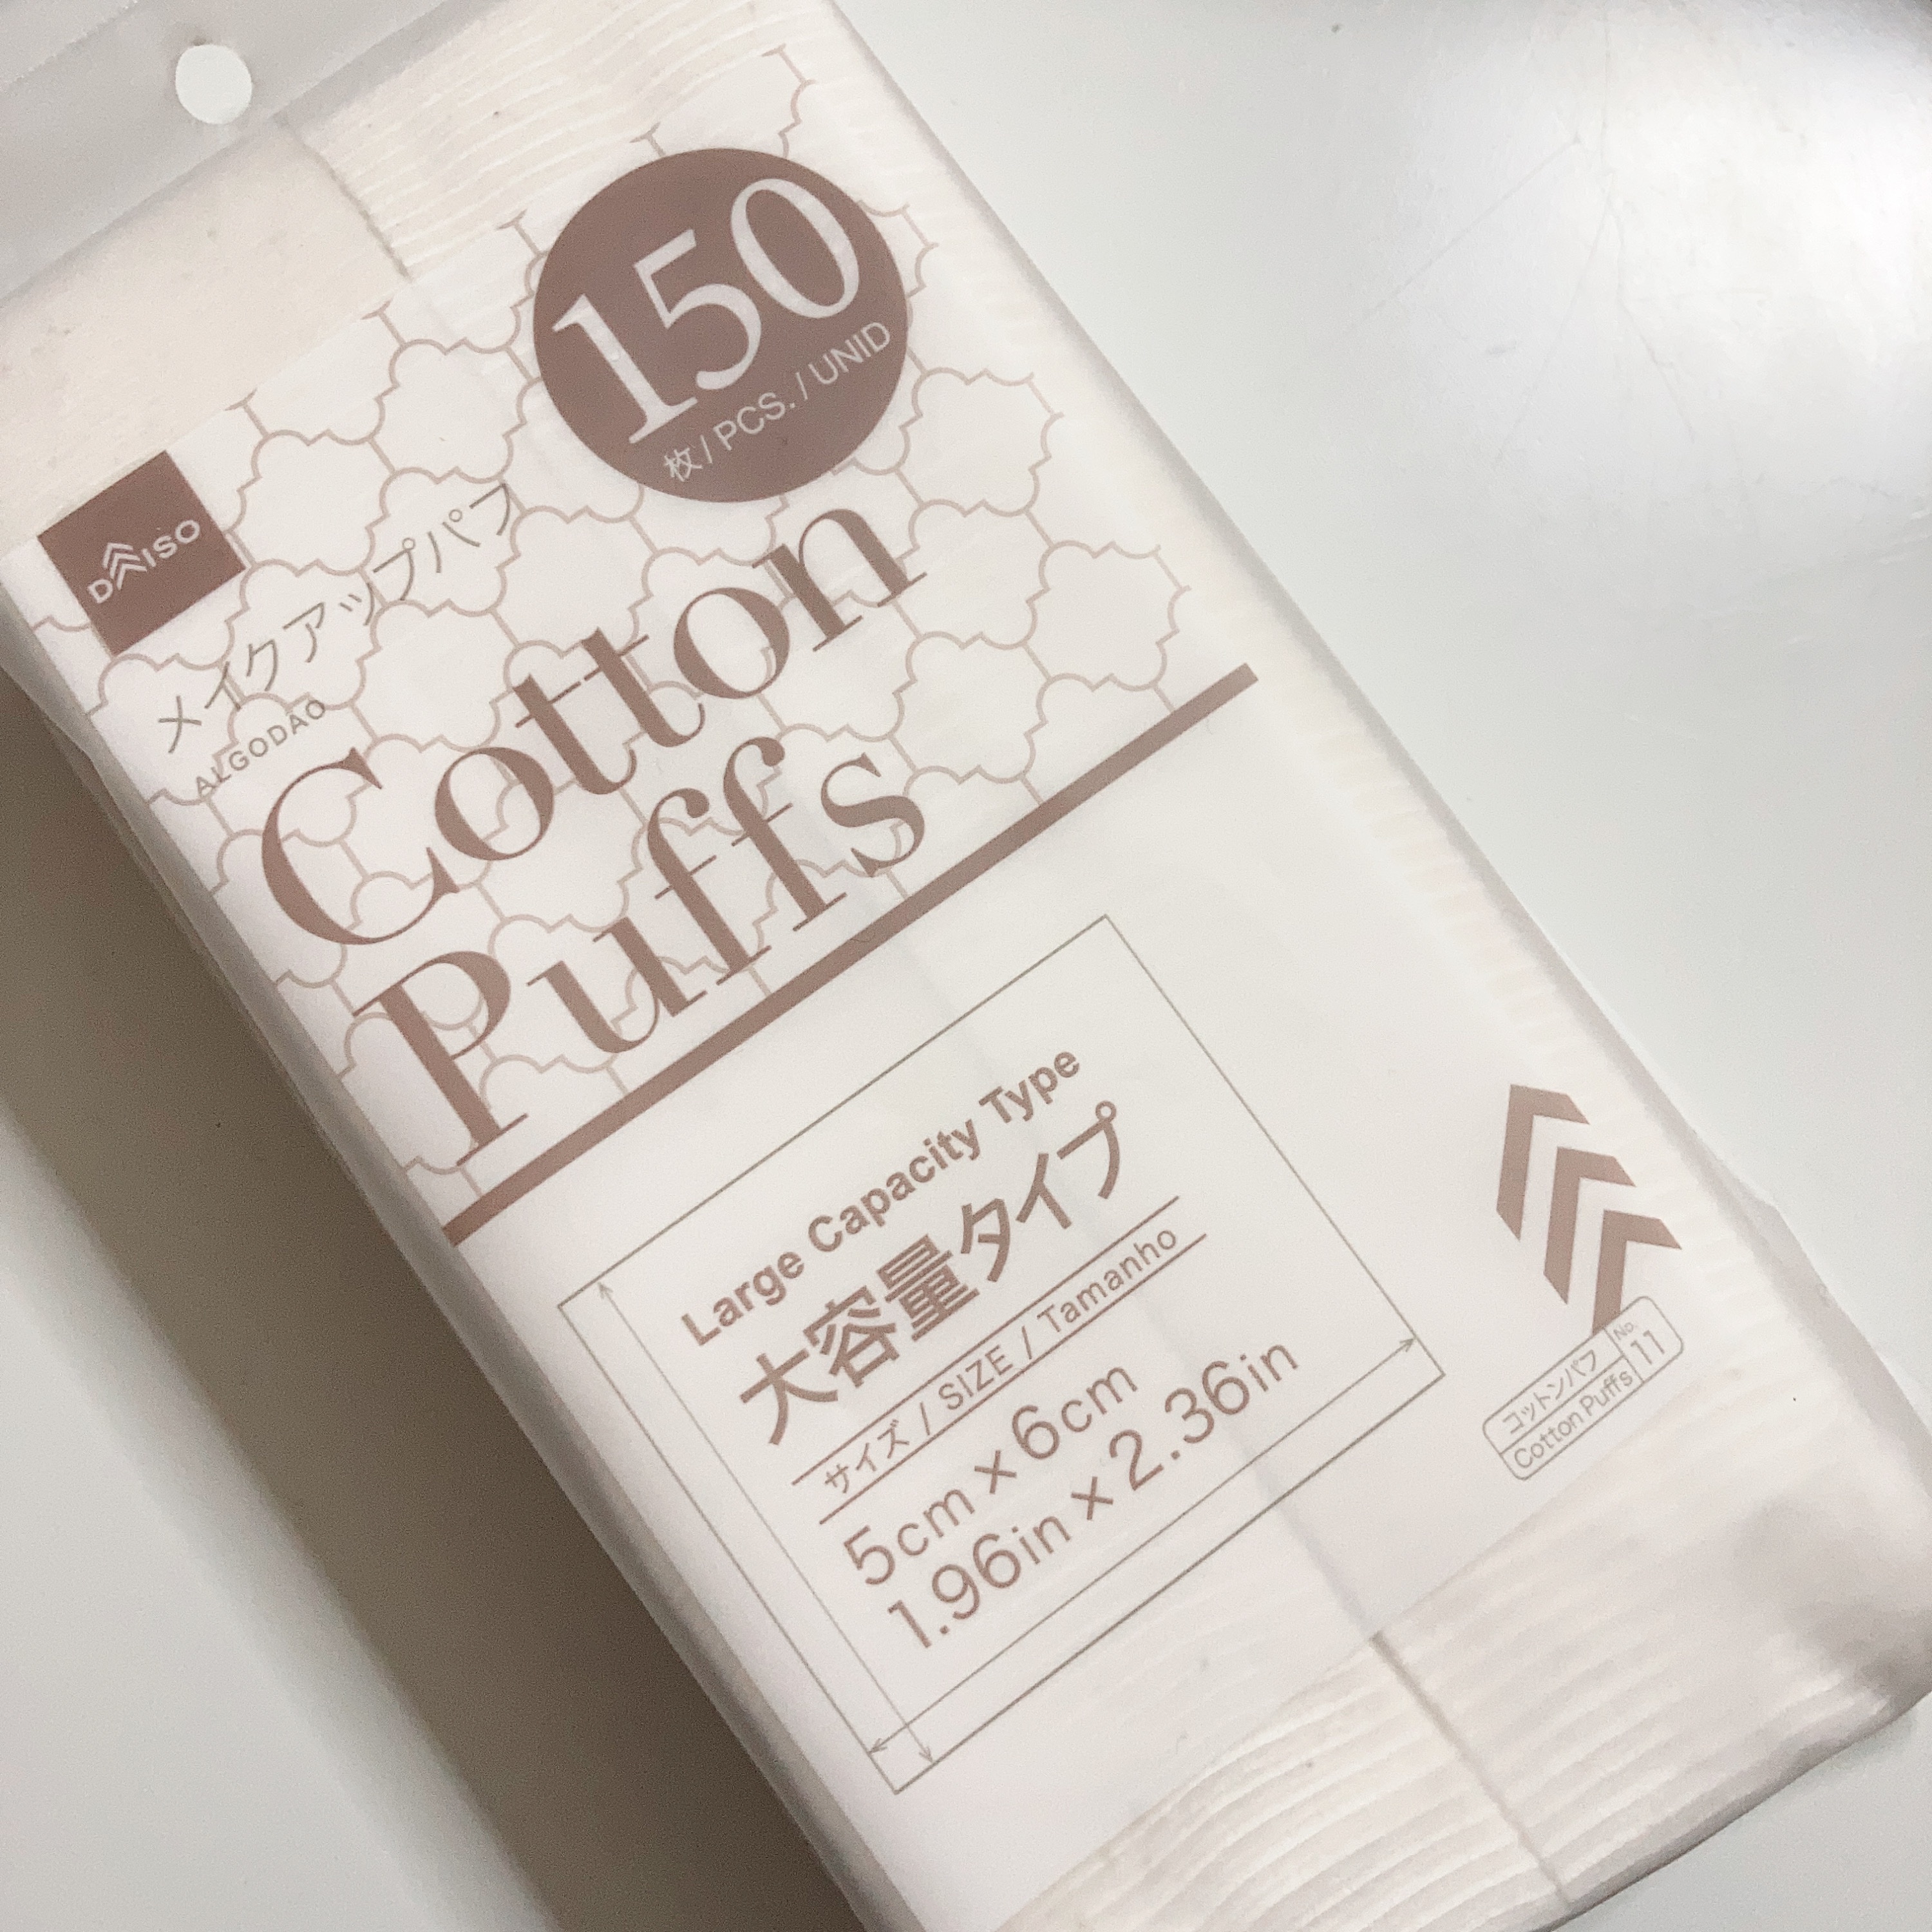 150
枚 / PCS. / UNID
DAISO
メイクアップパフ
ALGODAO
Cotton
Puffs
Large Capacity Type
大容量タイプ
サイズ / SIZE / Tamanho
5cm×6cm
1.96in×2.36in
コットンパフ
Cotton Puffs
No.
11